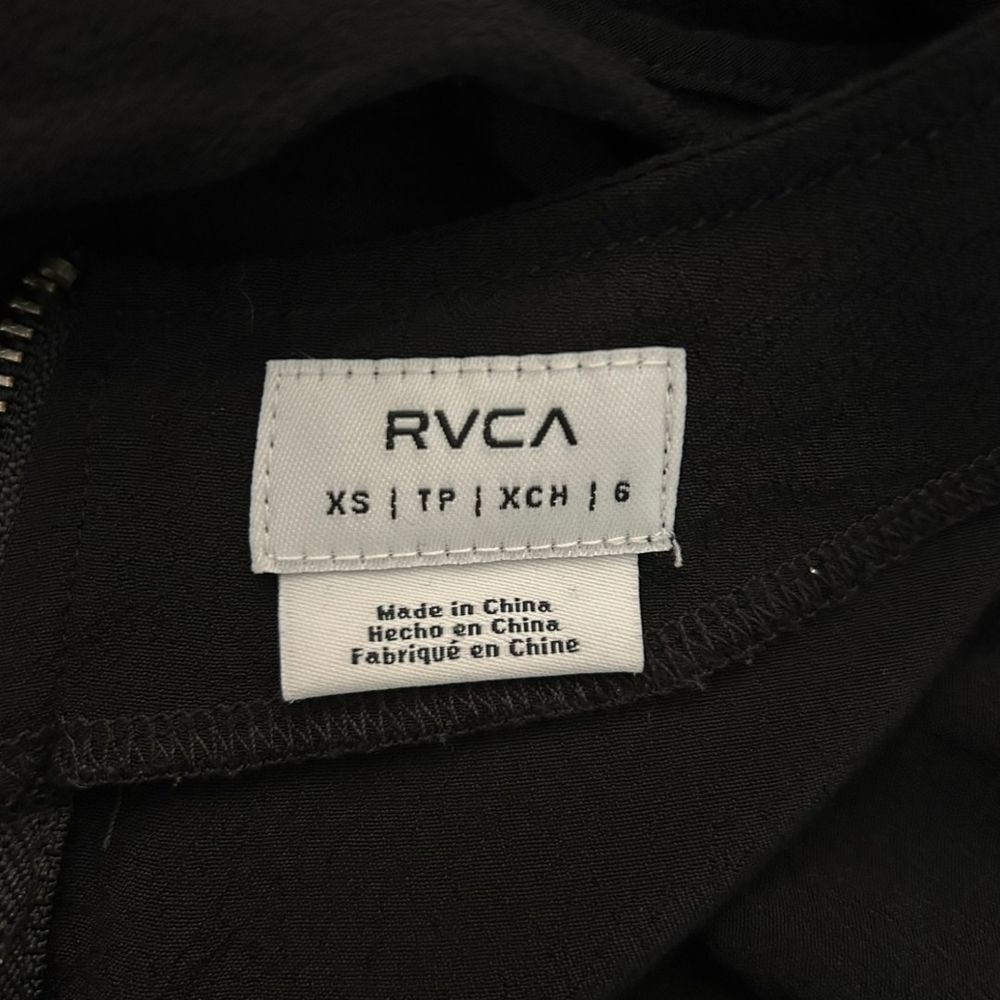 RVCA
XS | TP | XCH | 6
Made in China
Hecho en China
Fabriqué en Chine